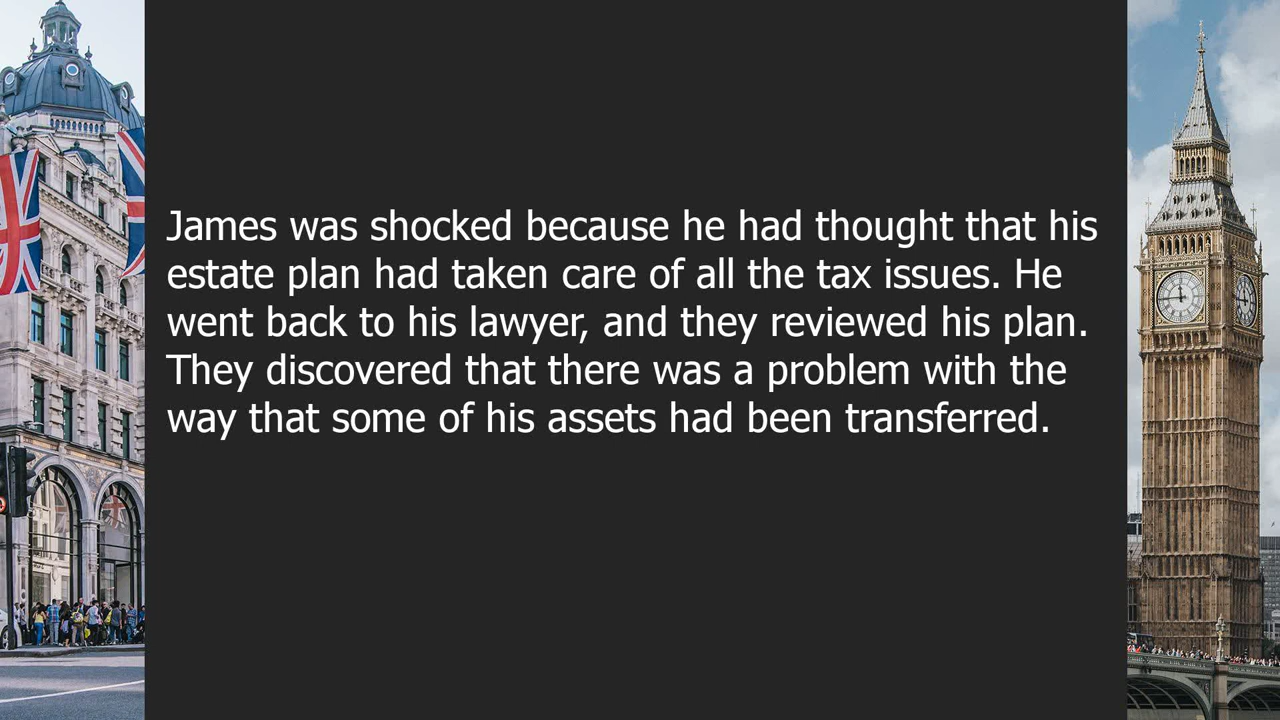 James was shocked because he had thought that his
estate plan had taken care of all the tax issues. He
went back to his lawyer, and they reviewed his plan.
They discovered that there was a problem with the
way that some of his assets had been transferred.